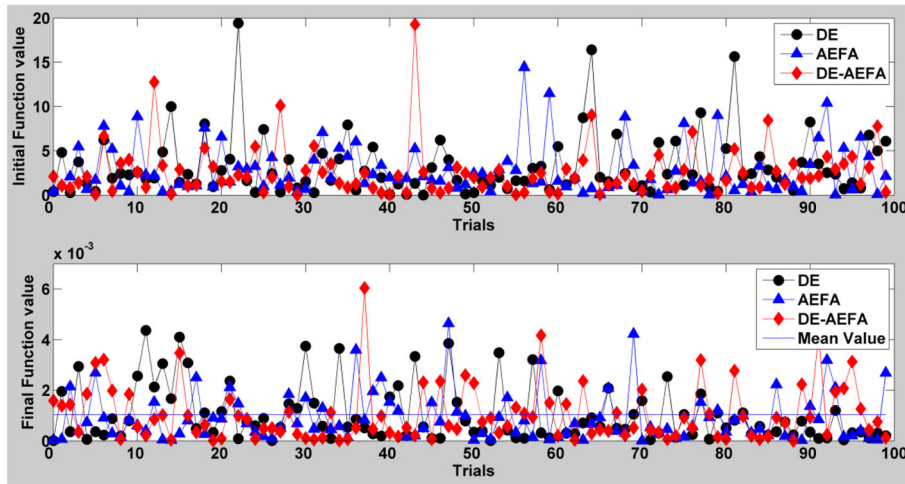 20
15
10
5
0
Initial Function value
0 10 20 30 40 50 60 70 80 90 100
Trials
DE
AEFA
DE-AEFA
x 10^-3
6
4
2
0
Final Function value
0 10 20 30 40 50 60 70 80 90 100
Trials
DE
AEFA
DE-AEFA
Mean Value